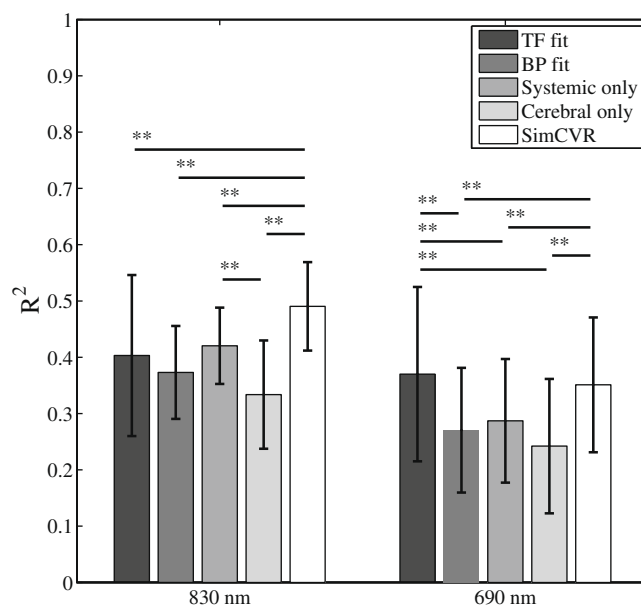 1
0.9
0.8
0.7
0.6
0.5
0.4
0.3
0.2
0.1
0
R²
TF fit
BP fit
Systemic only
Cerebral only
SimCVR
**
**
**
**
**
**
**
**
**
**
**
830 nm
690 nm